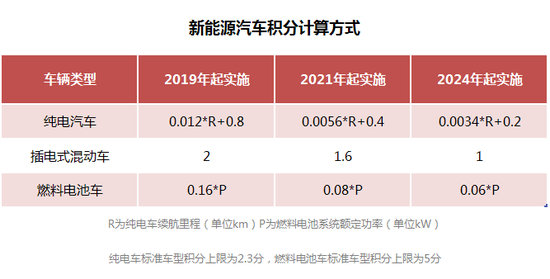 新能源汽车积分计算方式
车辆类型 2019年起实施 2021年起实施 2024年起实施
纯电汽车 0.012*R+0.8 0.0056*R+0.4 0.0034*R+0.2
插电式混动车 2 1.6 1
燃料电池车 0.16*P 0.08*P 0.06*P
R为纯电车续航里程（单位km）P为燃料电池系统额定功率（单位kW）
纯电车标准车型积分上限为2.3分，燃料电池车标准车型积分上限为5分